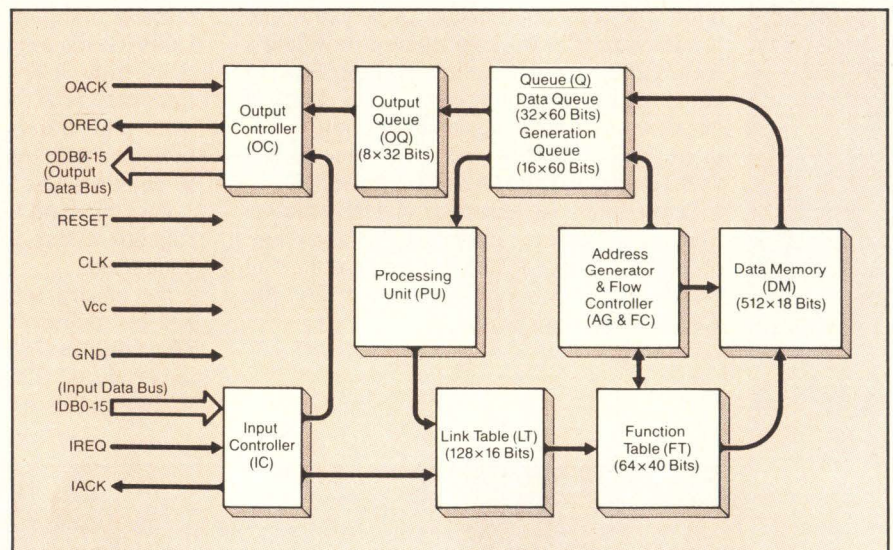 OACK
OREQ
ODBØ-15
(Output
Data Bus)
RESET
CLK
Vcc
GND
(Input Data Bus)
IDB0-15
IREQ
IACK
Output
Controller
(OC)
Output
Queue
(OQ)
(8×32 Bits)
Queue (Q)
Data Queue
(32×60 Bits)
Generation
Queue
(16×60 Bits)
Processing
Unit (PU)
Address
Generator
& Flow
Controller
(AG & FC)
Data Memory
(DM)
(512×18 Bits)
Input
Controller
(IC)
Link Table (LT)
(128×16 Bits)
Function
Table (FT)
(64×40 Bits)